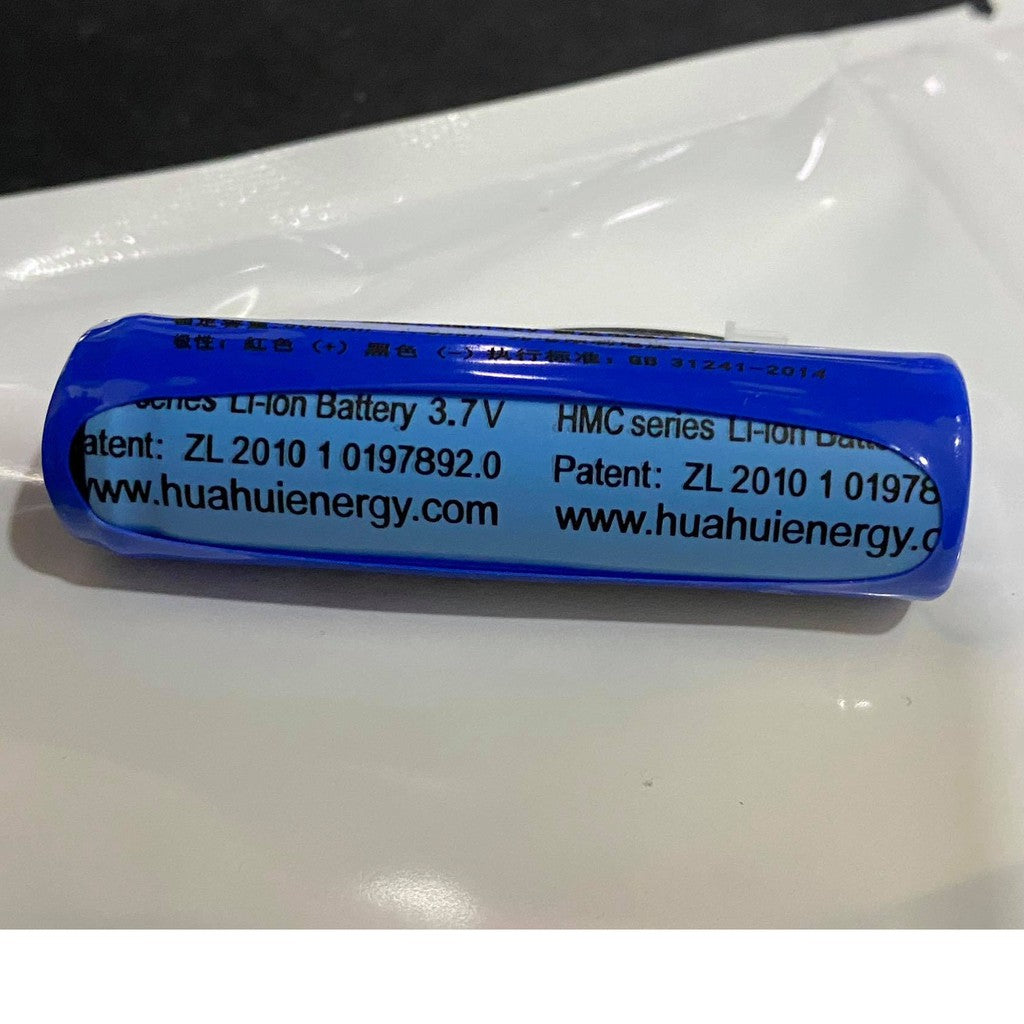 极性: 红色 (+) 黑色 (-) 执行标准: GB 31241-2014
series Li-ion Battery 3.7V
HMC series Li-ion Batt
atent: ZL 2010 1 0197892.0
Patent: ZL 2010 1 01978
www.huahuienergy.com
www.huahuienergy.c